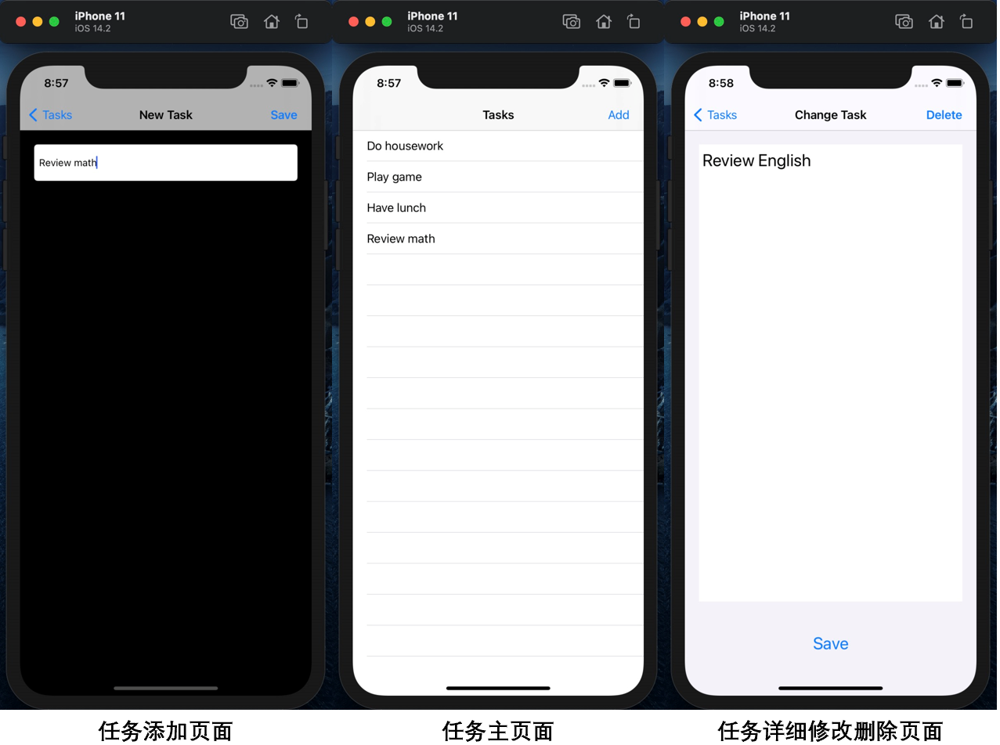 iPhone 11
iOS 14.2
8:57
Tasks
New Task
Save
Review math
任务添加页面
iPhone 11
iOS 14.2
8:57
Tasks
Add
Do housework
Play game
Have lunch
Review math
任务主页面
iPhone 11
iOS 14.2
8:58
Tasks
Change Task
Delete
Review English
Save
任务详细修改删除页面